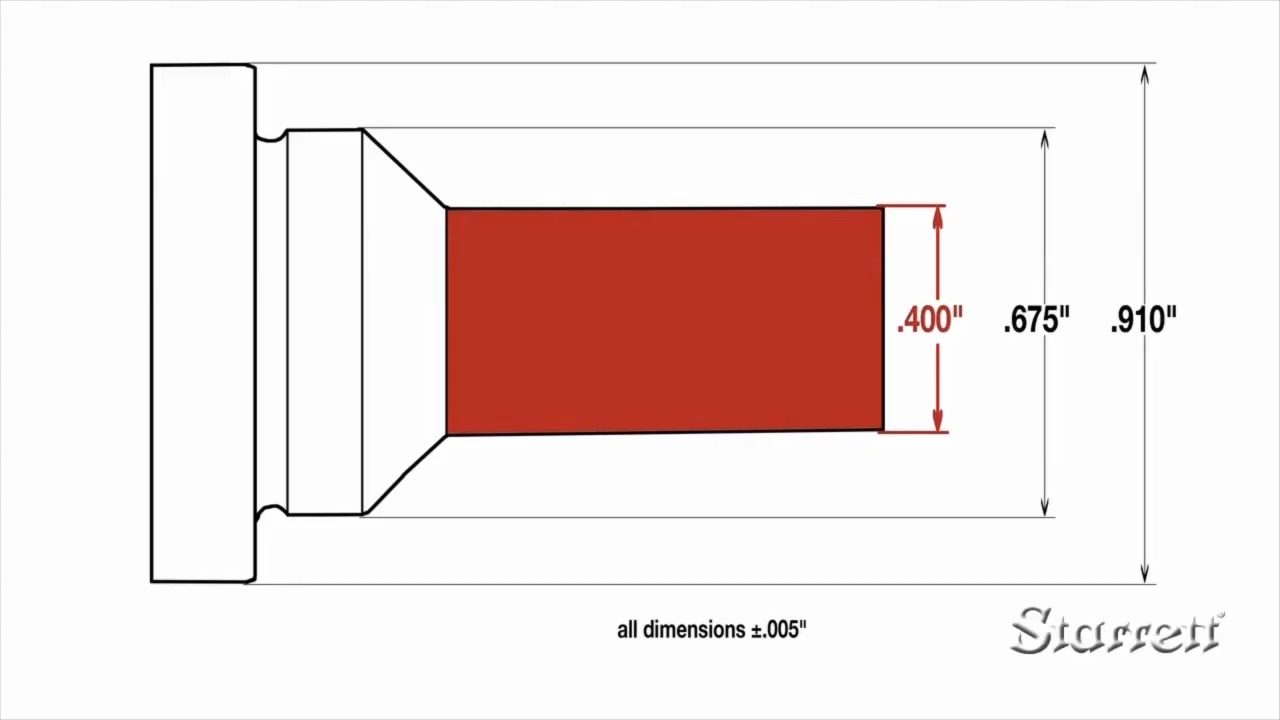 .400" .675" .910"
all dimensions ±.005"
Starrett®